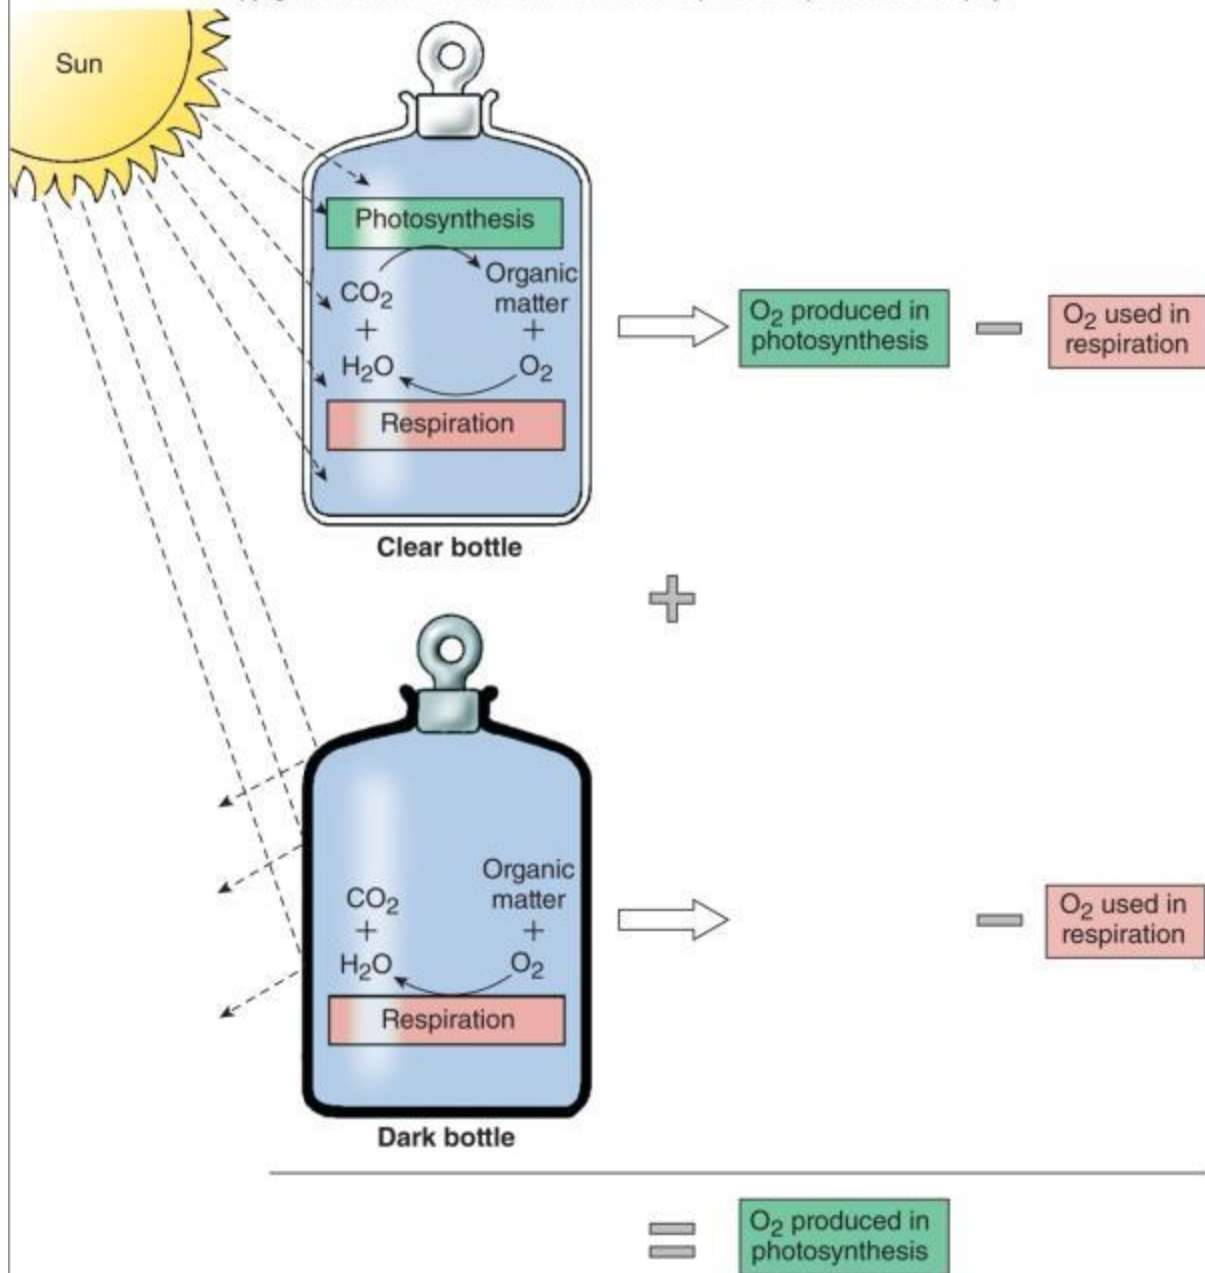 Sun
Photosynthesis
CO2
+
H2O
Organic
matter
+
O2
Respiration
Clear bottle
O2 produced in
photosynthesis
−
O2 used in
respiration
+
CO2
+
H2O
Organic
matter
+
O2
Respiration
Dark bottle
−
O2 used in
respiration
=
O2 produced in
photosynthesis